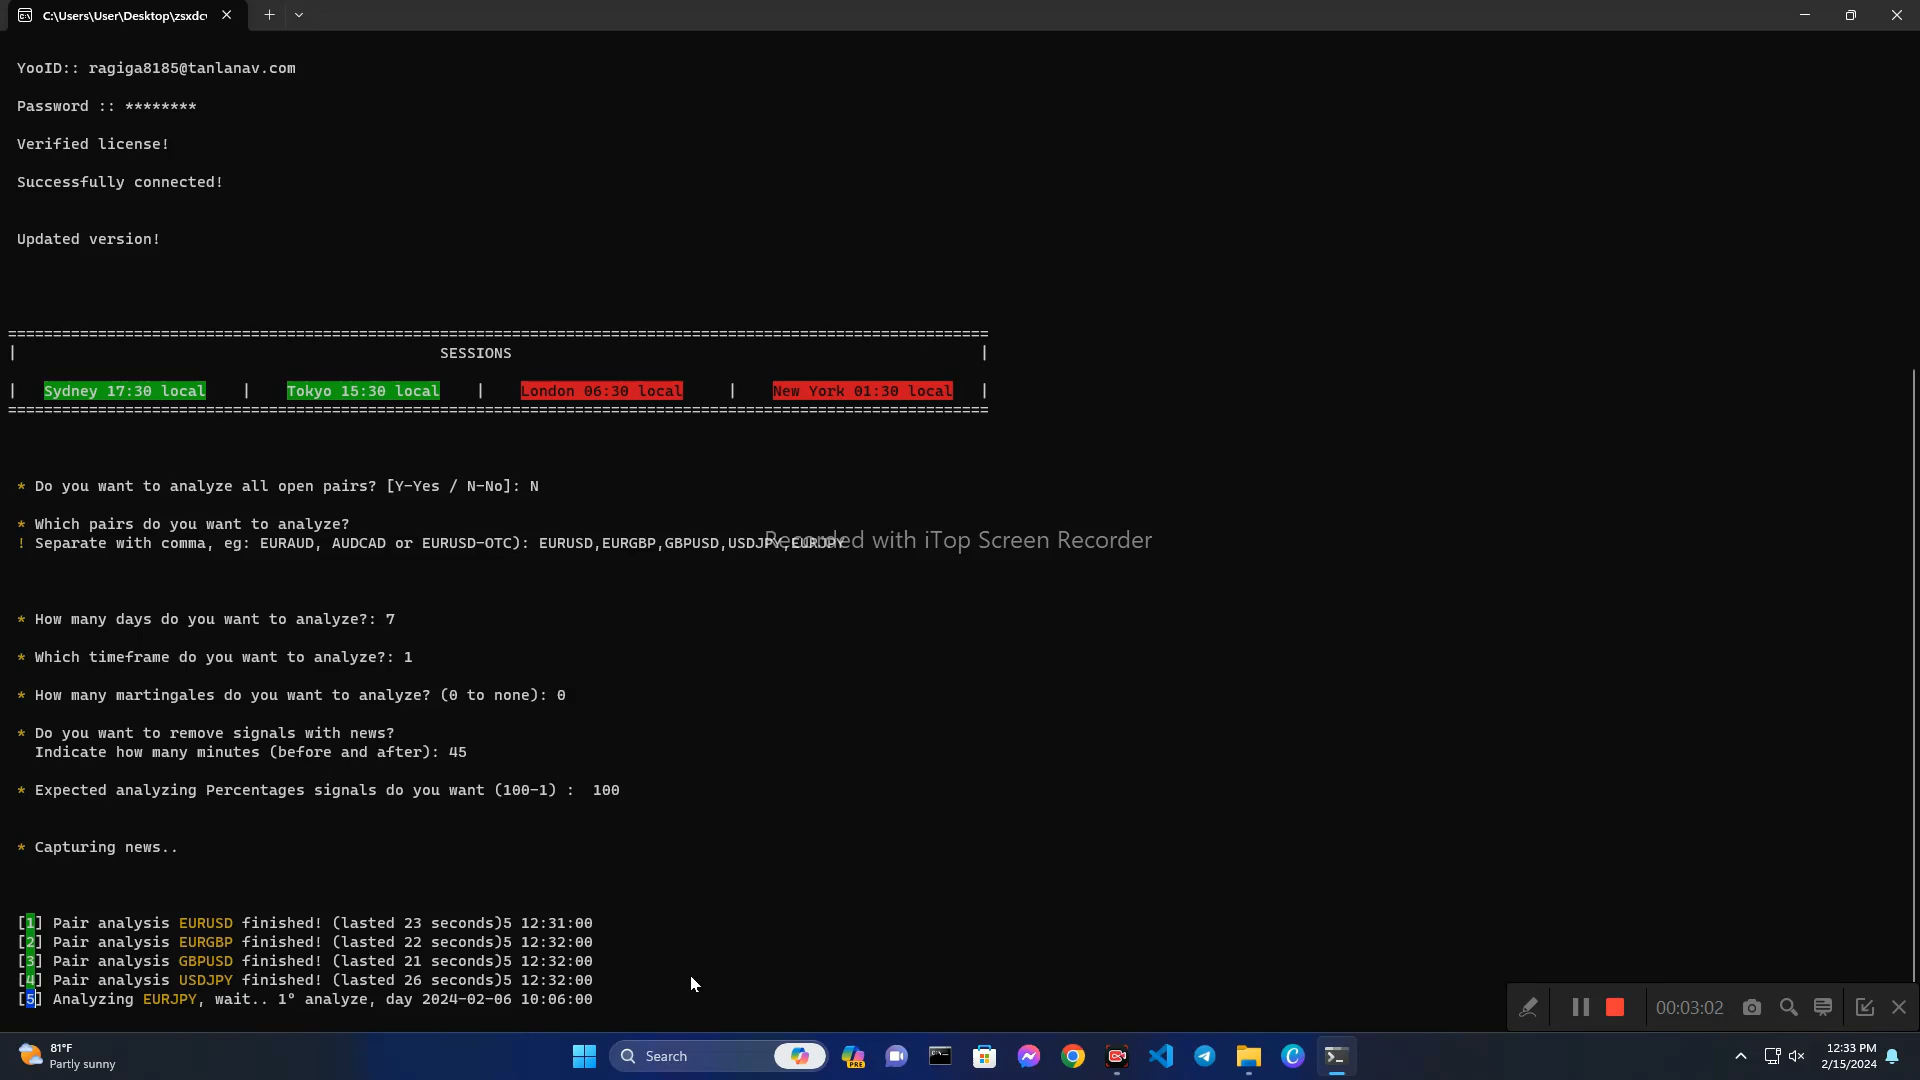 C:\Users\User\Desktop\zsxdc
YooID:: ragiga8185@tanlanav.com
Password :: ********
Verified license!
Successfully connected!
Updated version!
=============================================================================================================
| SESSIONS |
| Sydney 17:30 local | Tokyo 15:30 local | London 06:30 local | New York 01:30 local |
=============================================================================================================
* Do you want to analyze all open pairs? [Y-Yes / N-No]: N
* Which pairs do you want to analyze?
! Separate with comma, eg: EURAUD, AUDCAD or EURUSD-OTC): EURUSD,EURGBP,GBPUSD,USDJPY,EURJPY
Recorded with iTop Screen Recorder
* How many days do you want to analyze?: 7
* Which timeframe do you want to analyze?: 1
* How many martingales do you want to analyze? (0 to none): 0
* Do you want to remove signals with news?
Indicate how many minutes (before and after): 45
* Expected analyzing Percentages signals do you want (100-1) : 100
* Capturing news..
[1] Pair analysis EURUSD finished! (lasted 23 seconds)5 12:31:00
[2] Pair analysis EURGBP finished! (lasted 22 seconds)5 12:32:00
[3] Pair analysis GBPUSD finished! (lasted 21 seconds)5 12:32:00
[4] Pair analysis USDJPY finished! (lasted 26 seconds)5 12:32:00
[5] Analyzing EURJPY, wait.. 1° analyze, day 2024-02-06 10:06:00
00:03:02
81°F
Partly sunny
Search
PRE
12:33 PM
2/15/2024